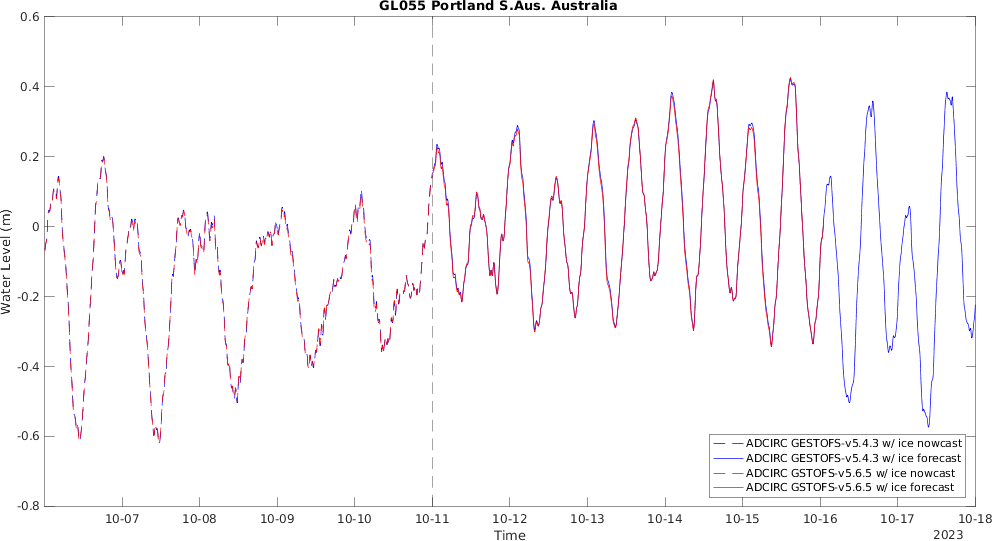 GL055 Portland S.Aus. Australia
0.6
0.4
0.2
0
-0.2
-0.4
-0.6
-0.8
Water Level (m)
ADCIRC GESTOFS-v5.4.3 w/ ice nowcast
ADCIRC GESTOFS-v5.4.3 w/ ice forecast
ADCIRC GSTOFS-v5.6.5 w/ ice nowcast
ADCIRC GSTOFS-v5.6.5 w/ ice forecast
10-07 10-08 10-09 10-10 10-11 10-12 10-13 10-14 10-15 10-16 10-17 10-18
Time
2023